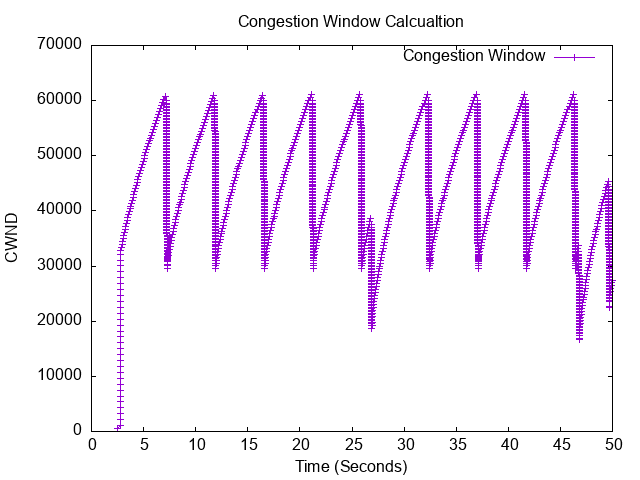 Congestion Window Calcualtion
70000
60000
50000
40000
30000
20000
10000
0
CWND
Congestion Window
0 5 10 15 20 25 30 35 40 45 50
Time (Seconds)